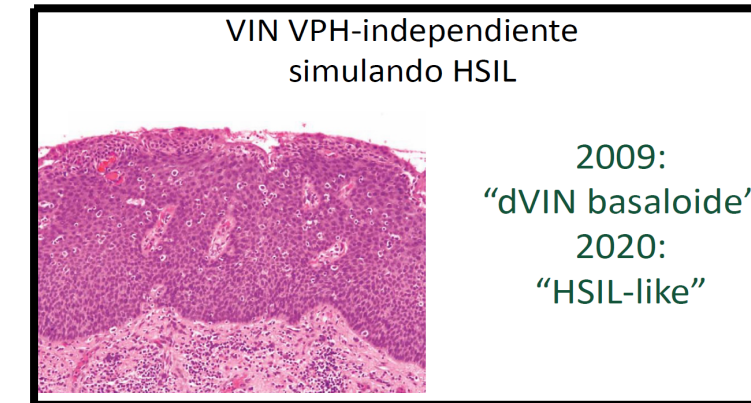 VIN VPH-independiente
simulando HSIL
2009:
“dVIN basaloide”
2020:
“HSIL-like”